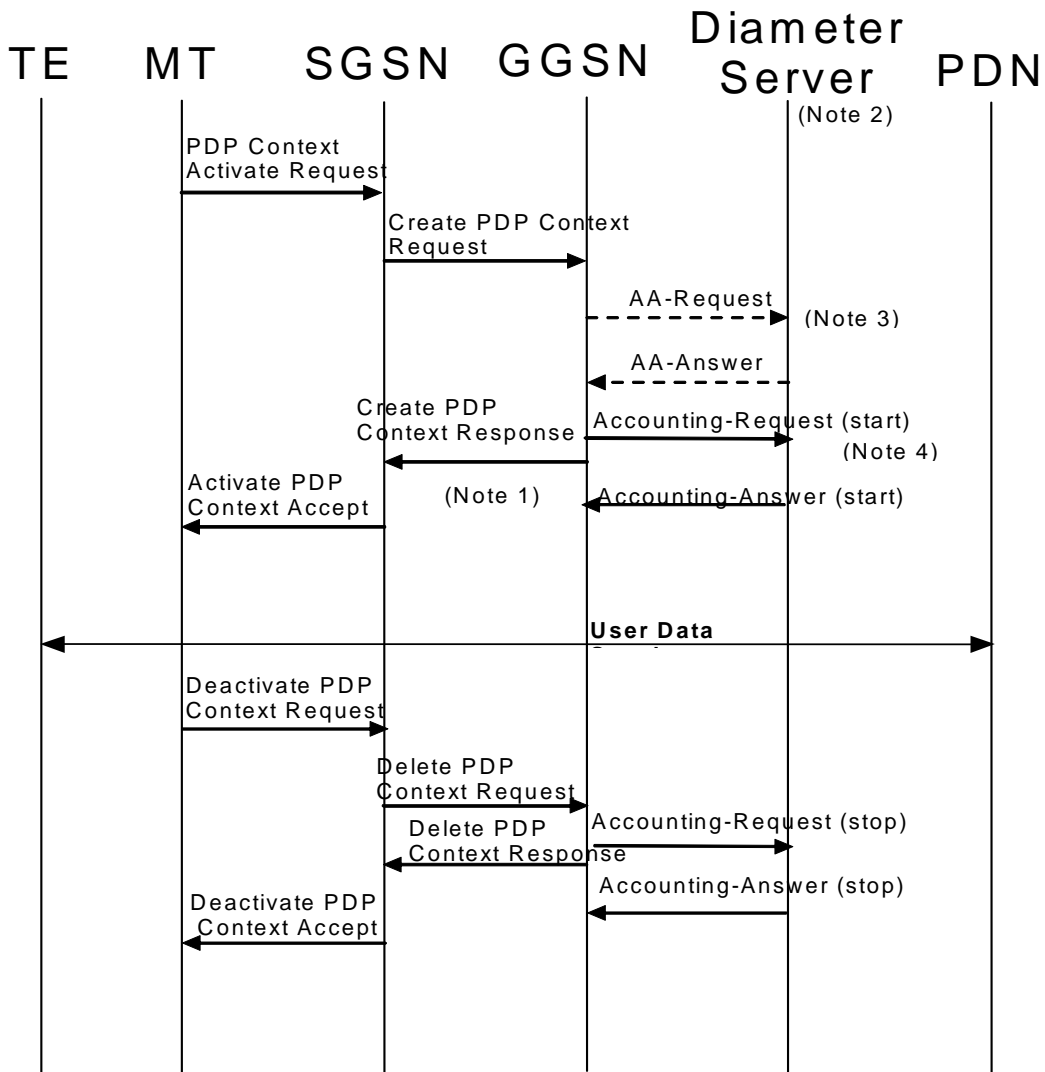 TE MT SGSN GGSN Diameter Server PDN
(Note 2)
PDP Context
Activate Request
Create PDP Context
Request
AA-Request
(Note 3)
AA-Answer
Create PDP
Context Response
Accounting-Request (start)
(Note 4)
Activate PDP
Context Accept
(Note 1)
Accounting-Answer (start)
User Data
Deactivate PDP
Context Request
Delete PDP
Context Request
Accounting-Request (stop)
Delete PDP
Context Response
Accounting-Answer (stop)
Deactivate PDP
Context Accept